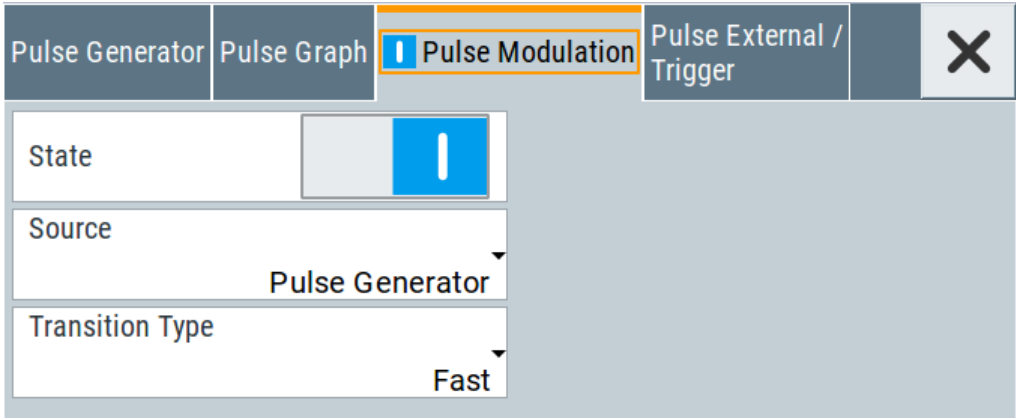 Pulse Generator
Pulse Graph
Pulse Modulation
Pulse External /
Trigger
State
Source
Pulse Generator
Transition Type
Fast